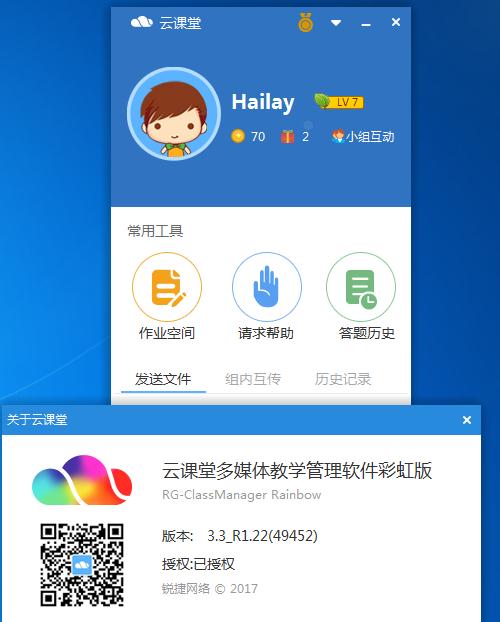 云课堂
Hailay
LV 7
70
2
小组互动
常用工具
作业空间
请求帮助
答题历史
发送文件
组内互传
历史记录
关于云课堂
云课堂多媒体教学管理软件彩虹版
RG-ClassManager Rainbow
版本: 3.3_R1.22(49452)
授权:已授权
锐捷网络 © 2017